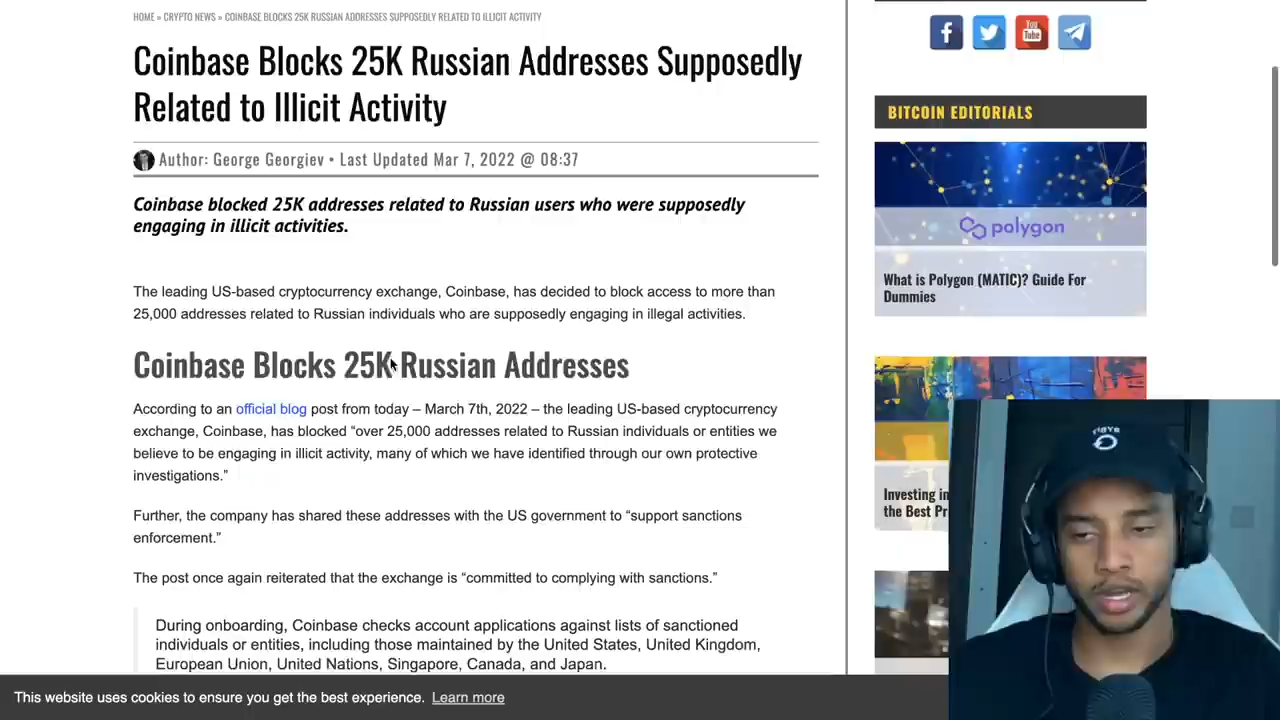 HOME » CRYPTO NEWS » COINBASE BLOCKS 25K RUSSIAN ADDRESSES SUPPOSEDLY RELATED TO ILLICIT ACTIVITY
Coinbase Blocks 25K Russian Addresses Supposedly
Related to Illicit Activity
Author: George Georgiev • Last Updated Mar 7, 2022 @ 08:37
Coinbase blocked 25K addresses related to Russian users who were supposedly
engaging in illicit activities.
The leading US-based cryptocurrency exchange, Coinbase, has decided to block access to more than
25,000 addresses related to Russian individuals who are supposedly engaging in illegal activities.
Coinbase Blocks 25K Russian Addresses
According to an official blog post from today – March 7th, 2022 – the leading US-based cryptocurrency
exchange, Coinbase, has blocked “over 25,000 addresses related to Russian individuals or entities we
believe to be engaging in illicit activity, many of which we have identified through our own protective
investigations.”
Further, the company has shared these addresses with the US government to “support sanctions
enforcement.”
The post once again reiterated that the exchange is “committed to complying with sanctions.”
During onboarding, Coinbase checks account applications against lists of sanctioned
individuals or entities, including those maintained by the United States, United Kingdom,
European Union, United Nations, Singapore, Canada, and Japan.
You
Tube
BITCOIN EDITORIALS
polygon
What is Polygon (MATIC)? Guide For
Dummies
Investing in
the Best Pr
This website uses cookies to ensure you get the best experience. Learn more